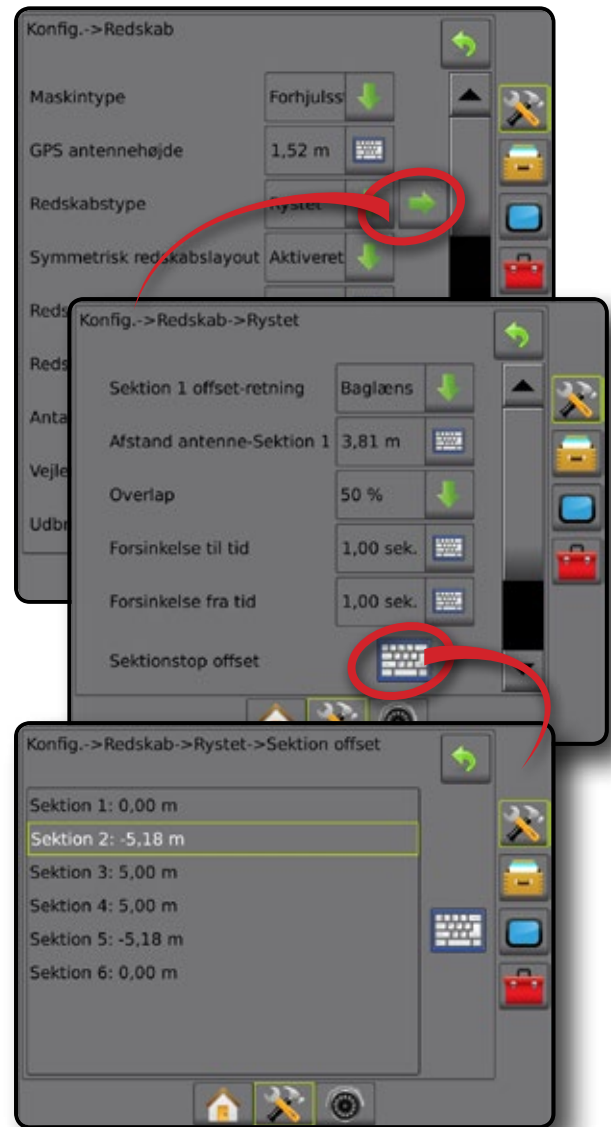 Konfig.->Redskab
Maskintype Forhjulss
GPS antennehøjde 1,52 m
Redskabstype Rystet
Symmetrisk redskabslayout Aktiveret
Reds
Reds
Anta
Vejle
Udbr
Konfig.->Redskab->Rystet
Sektion 1 offset-retning Baglæns
Afstand antenne-Sektion 1 3,81 m
Overlap 50 %
Forsinkelse til tid 1,00 sek.
Forsinkelse fra tid 1,00 sek.
Sektionstop offset
Konfig.->Redskab->Rystet->Sektion offset
Sektion 1: 0,00 m
Sektion 2: -5,18 m
Sektion 3: 5,00 m
Sektion 4: 5,00 m
Sektion 5: -5,18 m
Sektion 6: 0,00 m